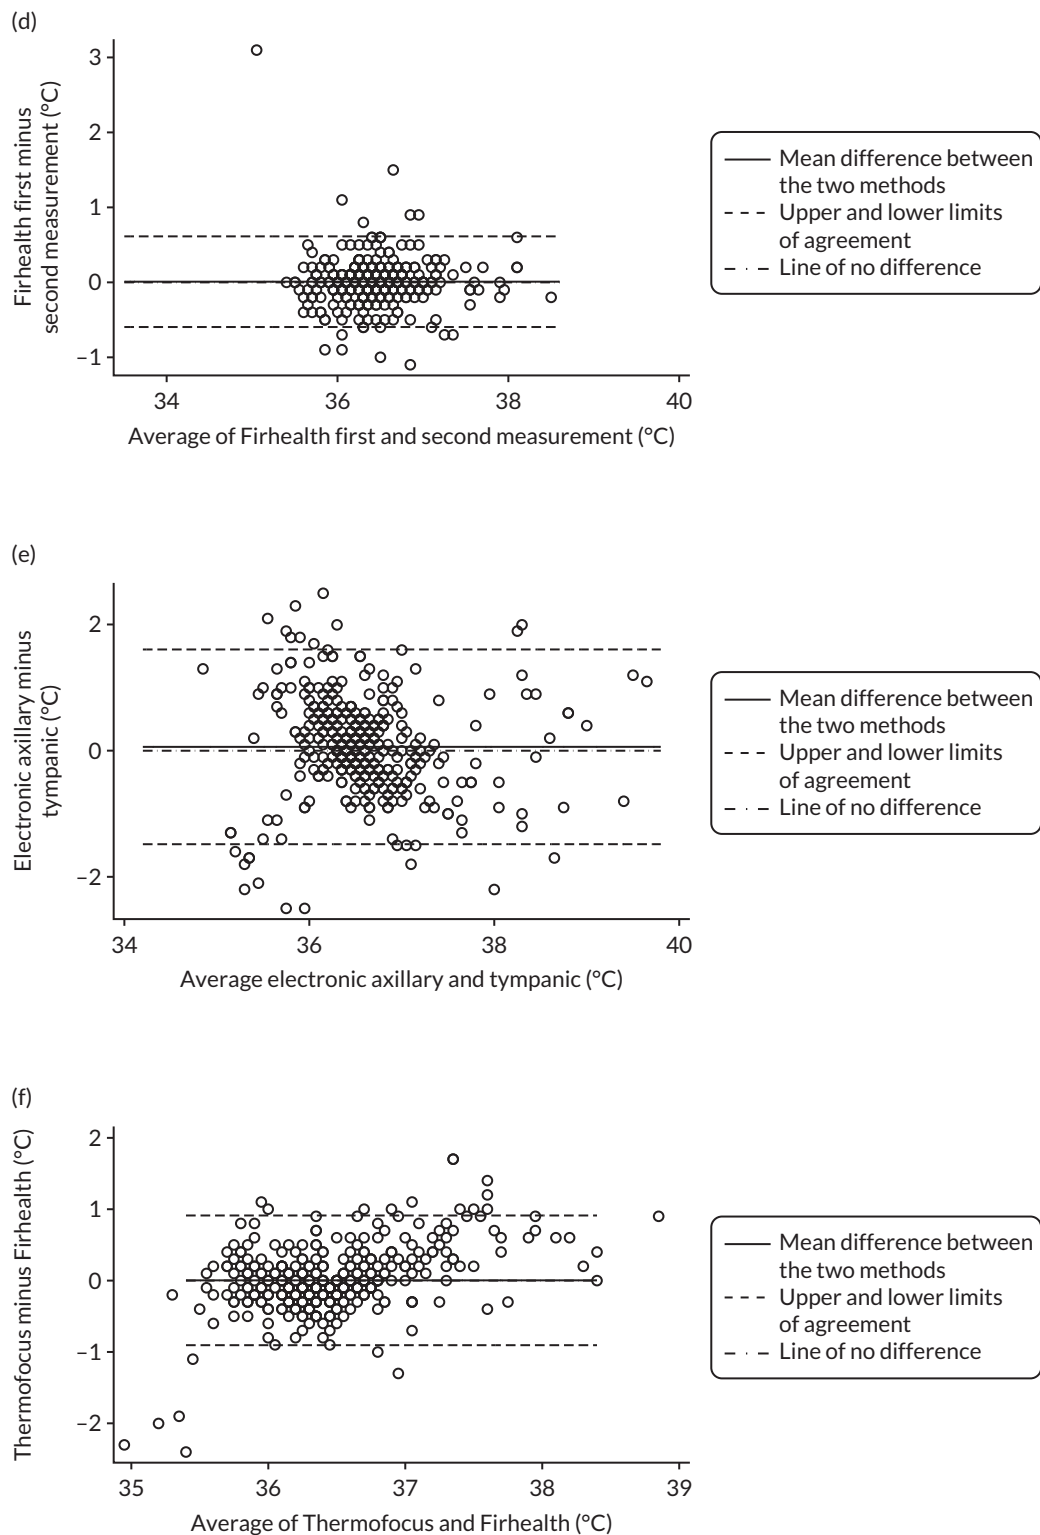 (d)
3
2
1
0
–1
Firhealth first minus
second measurement (°C)
34
36
38
40
Average of Firhealth first and second measurement (°C)
Mean difference between
the two methods
Upper and lower limits
of agreement
Line of no difference
(e)
2
0
–2
Electronic axillary minus
tympanic (°C)
34
36
38
40
Average electronic axillary and tympanic (°C)
Mean difference between
the two methods
Upper and lower limits
of agreement
Line of no difference
(f)
2
1
0
–1
–2
Thermofocus minus Firhealth (°C)
35
36
37
38
39
Average of Thermofocus and Firhealth (°C)
Mean difference between
the two methods
Upper and lower limits
of agreement
Line of no difference